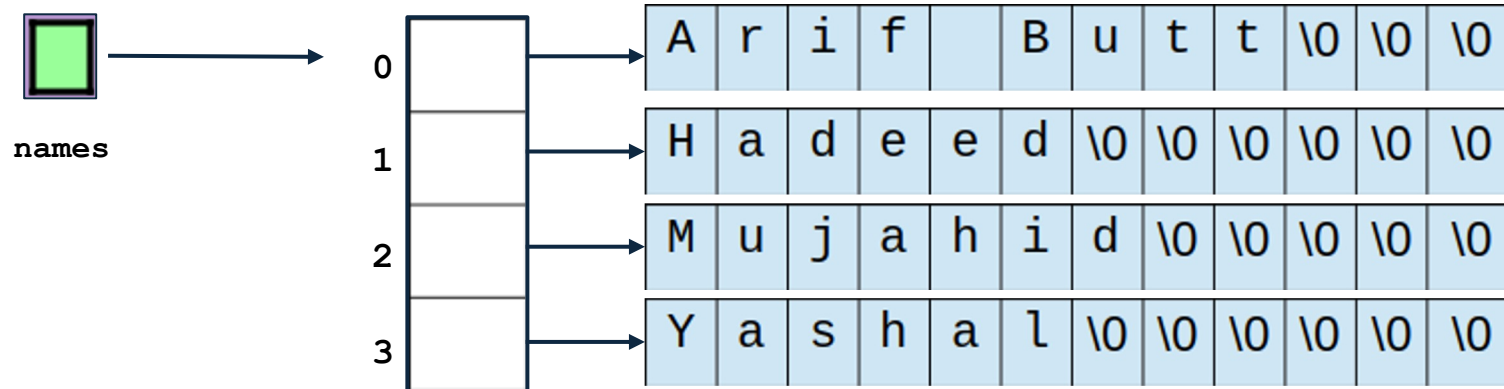 0 A r i f B u t t \0 \0 \0
names
1 H a d e e d \0 \0 \0 \0 \0 \0
2 M u j a h i d \0 \0 \0 \0 \0
3 Y a s h a l \0 \0 \0 \0 \0 \0